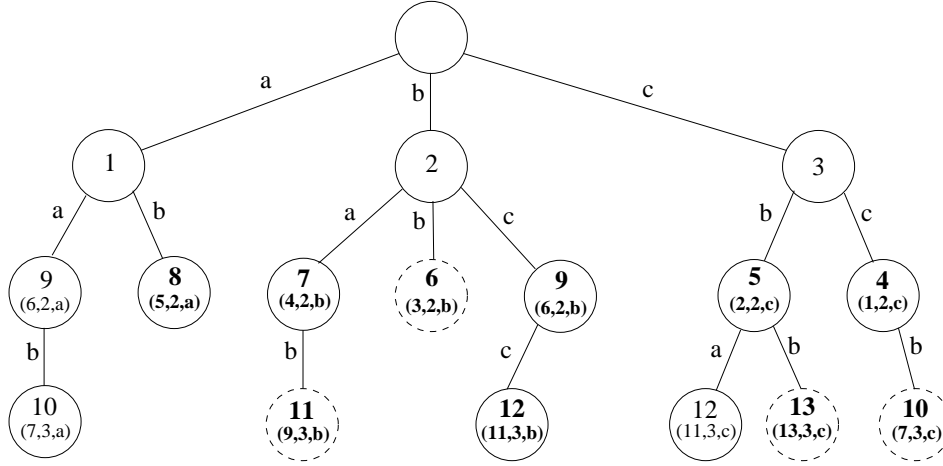 a
b
c
1
2
3
a
b
a
b
c
b
c
9
(6,2,a)
8
(5,2,a)
7
(4,2,b)
6
(3,2,b)
9
(6,2,b)
5
(2,2,c)
4
(1,2,c)
b
b
c
a
b
b
10
(7,3,a)
11
(9,3,b)
12
(11,3,b)
12
(11,3,c)
13
(13,3,c)
10
(7,3,c)